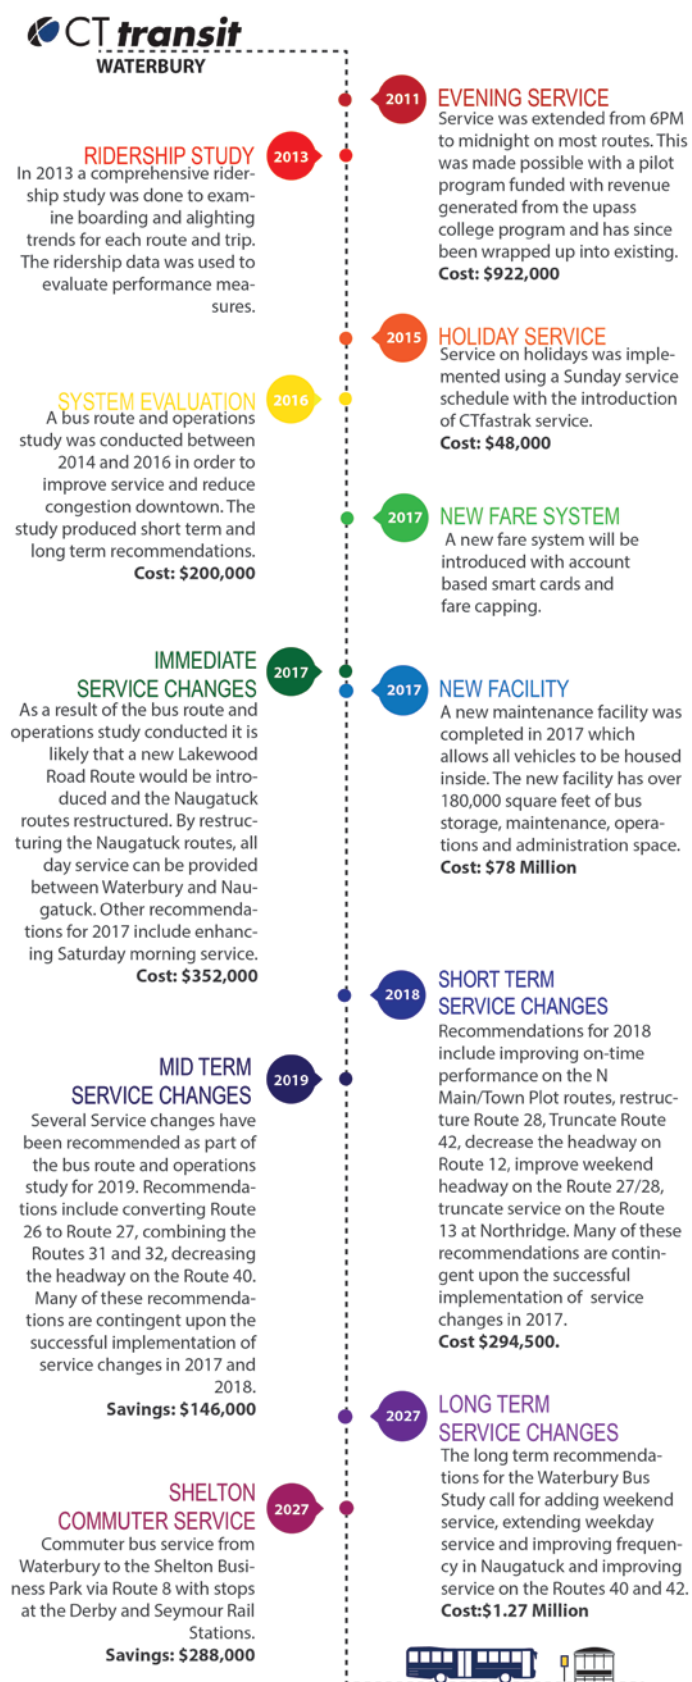 CT transit
WATERBURY
2011
EVENING SERVICE
Service was extended from 6PM
to midnight on most routes. This
was made possible with a pilot
program funded with revenue
generated from the upass
college program and has since
been wrapped up into existing.
Cost: $922,000
RIDERSHIP STUDY
2013
In 2013 a comprehensive rider-
ship study was done to exam-
ine boarding and alighting
trends for each route and trip.
The ridership data was used to
evaluate performance mea-
sures.
2015
HOLIDAY SERVICE
Service on holidays was imple-
mented using a Sunday service
schedule with the introduction
of CTfastrak service.
Cost: $48,000
SYSTEM EVALUATION
2016
A bus route and operations
study was conducted between
2014 and 2016 in order to
improve service and reduce
congestion downtown. The
study produced short term and
long term recommendations.
Cost: $200,000
2017
NEW FARE SYSTEM
A new fare system will be
introduced with account
based smart cards and
fare capping.
IMMEDIATE
SERVICE CHANGES
2017
As a result of the bus route and
operations study conducted it is
likely that a new Lakewood
Road Route would be intro-
duced and the Naugatuck
routes restructured. By restruc-
turing the Naugatuck routes, all
day service can be provided
between Waterbury and Nau-
gatuck. Other recommenda-
tions for 2017 include enhanc-
ing Saturday morning service.
Cost: $352,000
2017
NEW FACILITY
A new maintenance facility was
completed in 2017 which
allows all vehicles to be housed
inside. The new facility has over
180,000 square feet of bus
storage, maintenance, opera-
tions and administration space.
Cost: $78 Million
2018
SHORT TERM
SERVICE CHANGES
Recommendations for 2018
include improving on-time
performance on the N
Main/Town Plot routes, restruc-
ture Route 28, Truncate Route
42, decrease the headway on
Route 12, improve weekend
headway on the Route 27/28,
truncate service on the Route
13 at Northridge. Many of these
recommendations are contin-
gent upon the successful
implementation of service
changes in 2017.
Cost $294,500.
MID TERM
SERVICE CHANGES
2019
Several Service changes have
been recommended as part of
the bus route and operations
study for 2019. Recommenda-
tions include converting Route
26 to Route 27, combining the
Routes 31 and 32, decreasing
the headway on the Route 40.
Many of these recommenda-
tions are contingent upon the
successful implementation of
service changes in 2017 and
2018.
Savings: $146,000
2027
LONG TERM
SERVICE CHANGES
The long term recommenda-
tions for the Waterbury Bus
Study call for adding weekend
service, extending weekday
service and improving frequen-
cy in Naugatuck and improving
service on the Routes 40 and 42.
Cost:$1.27 Million
SHELTON
COMMUTER SERVICE
2027
Commuter bus service from
Waterbury to the Shelton Busi-
ness Park via Route 8 with stops
at the Derby and Seymour Rail
Stations.
Savings: $288,000